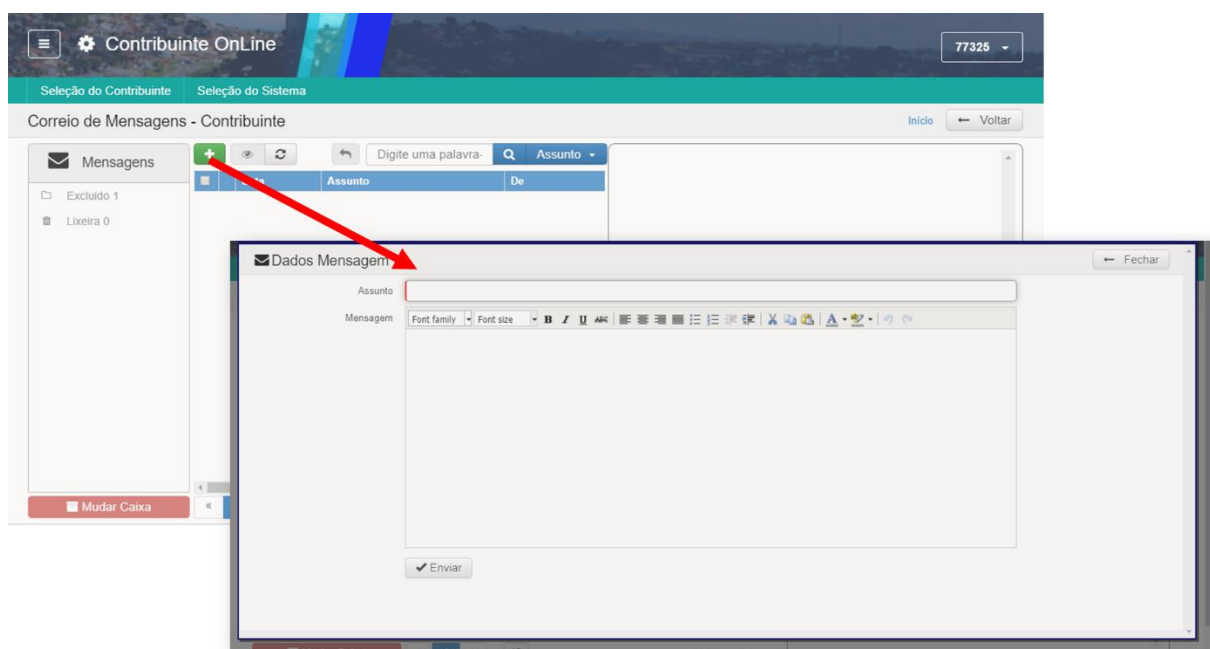 Contribuinte OnLine
77325
Seleção do Contribuinte Seleção do Sistema
Correio de Mensagens - Contribuinte Início Voltar
Mensagens Digite uma palavra- Assunto
Assunto De
Excluido 1
Lixeira 0
Dados Mensagem Fechar
Assunto
Mensagem Font family Font size B I U ABC A ab
Mudar Caixa «
Enviar